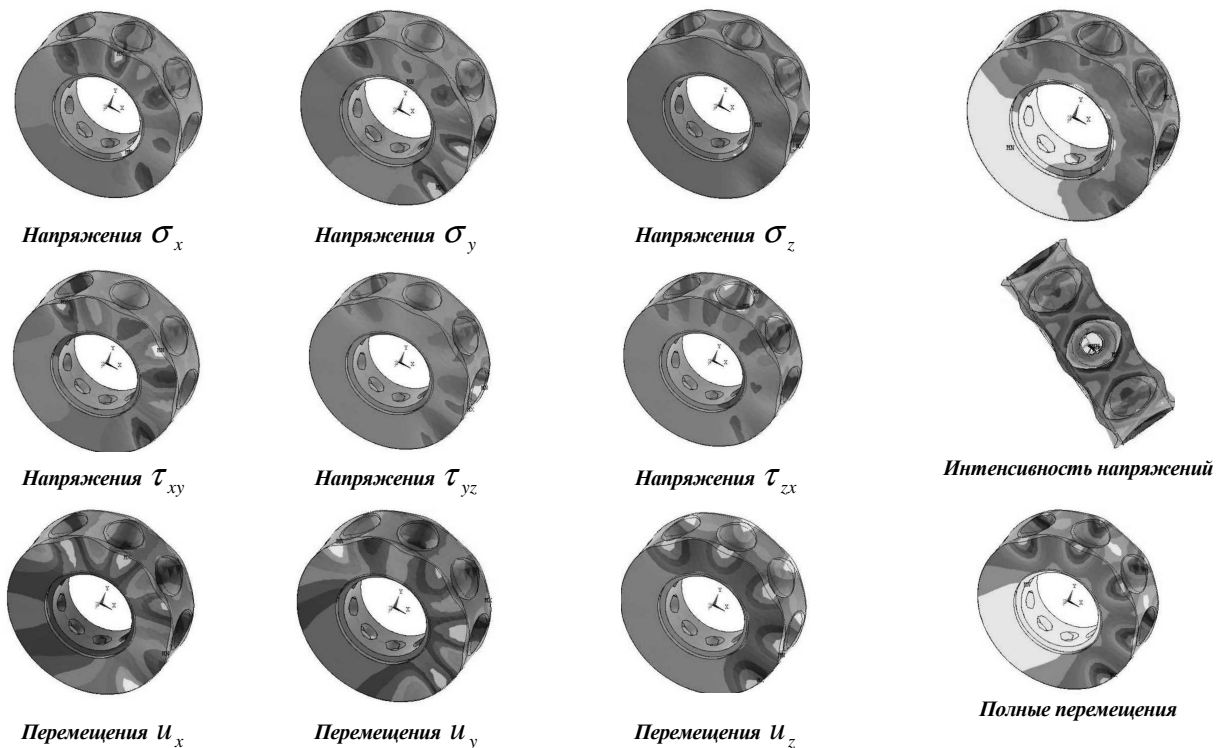 Напряжения σx
Напряжения σy
Напряжения σz
Напряжения τxy
Напряжения τyz
Напряжения τzx
Интенсивность напряжений
Перемещения ux
Перемещения uy
Перемещения uz
Полные перемещения